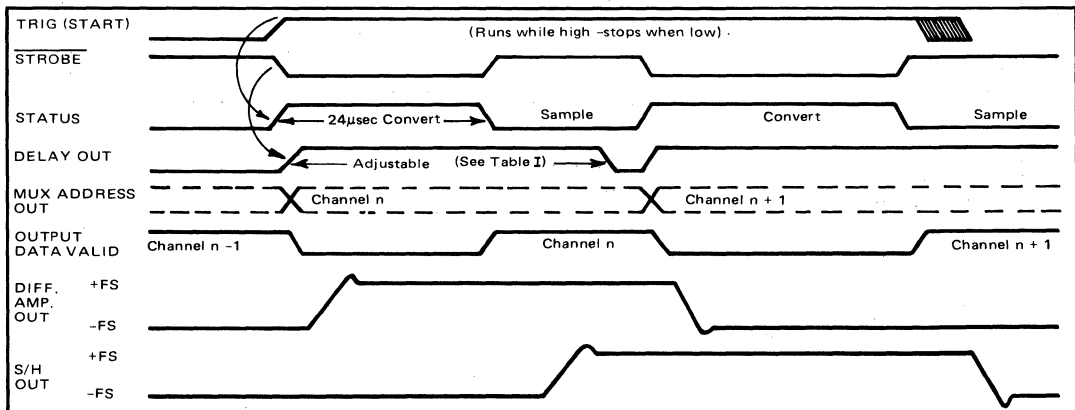 TRIG (START)
(Runs while high -stops when low) .
STROBE
STATUS
24μsec Convert
Sample
Convert
Sample
DELAY OUT
Adjustable (See Table I)
MUX ADDRESS
OUT
Channel n
Channel n + 1
OUTPUT
DATA VALID
Channel n -1
Channel n
Channel n + 1
DIFF.
AMP.
OUT
+FS
-FS
S/H
OUT
+FS
-FS